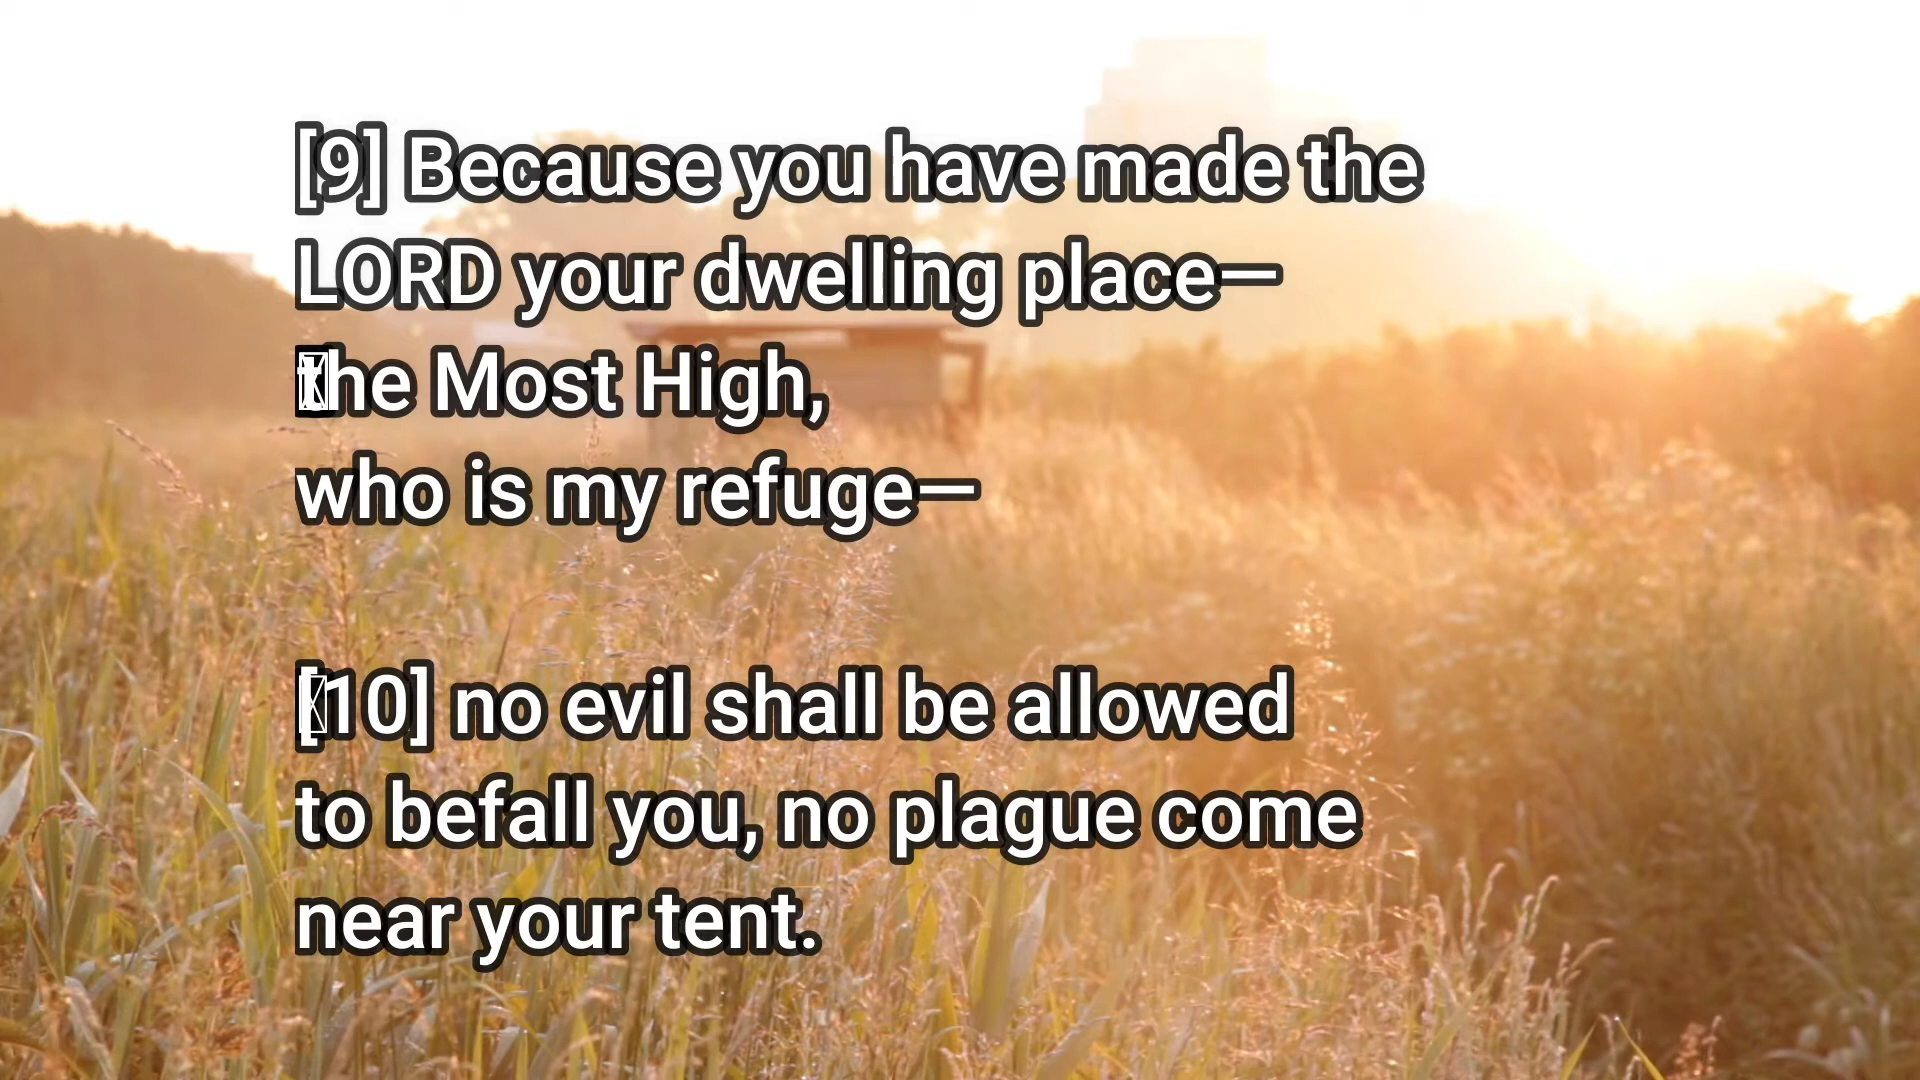 [9] Because you have made the
LORD your dwelling place—
the Most High,
who is my refuge—
[10] no evil shall be allowed
to befall you, no plague come
near your tent.